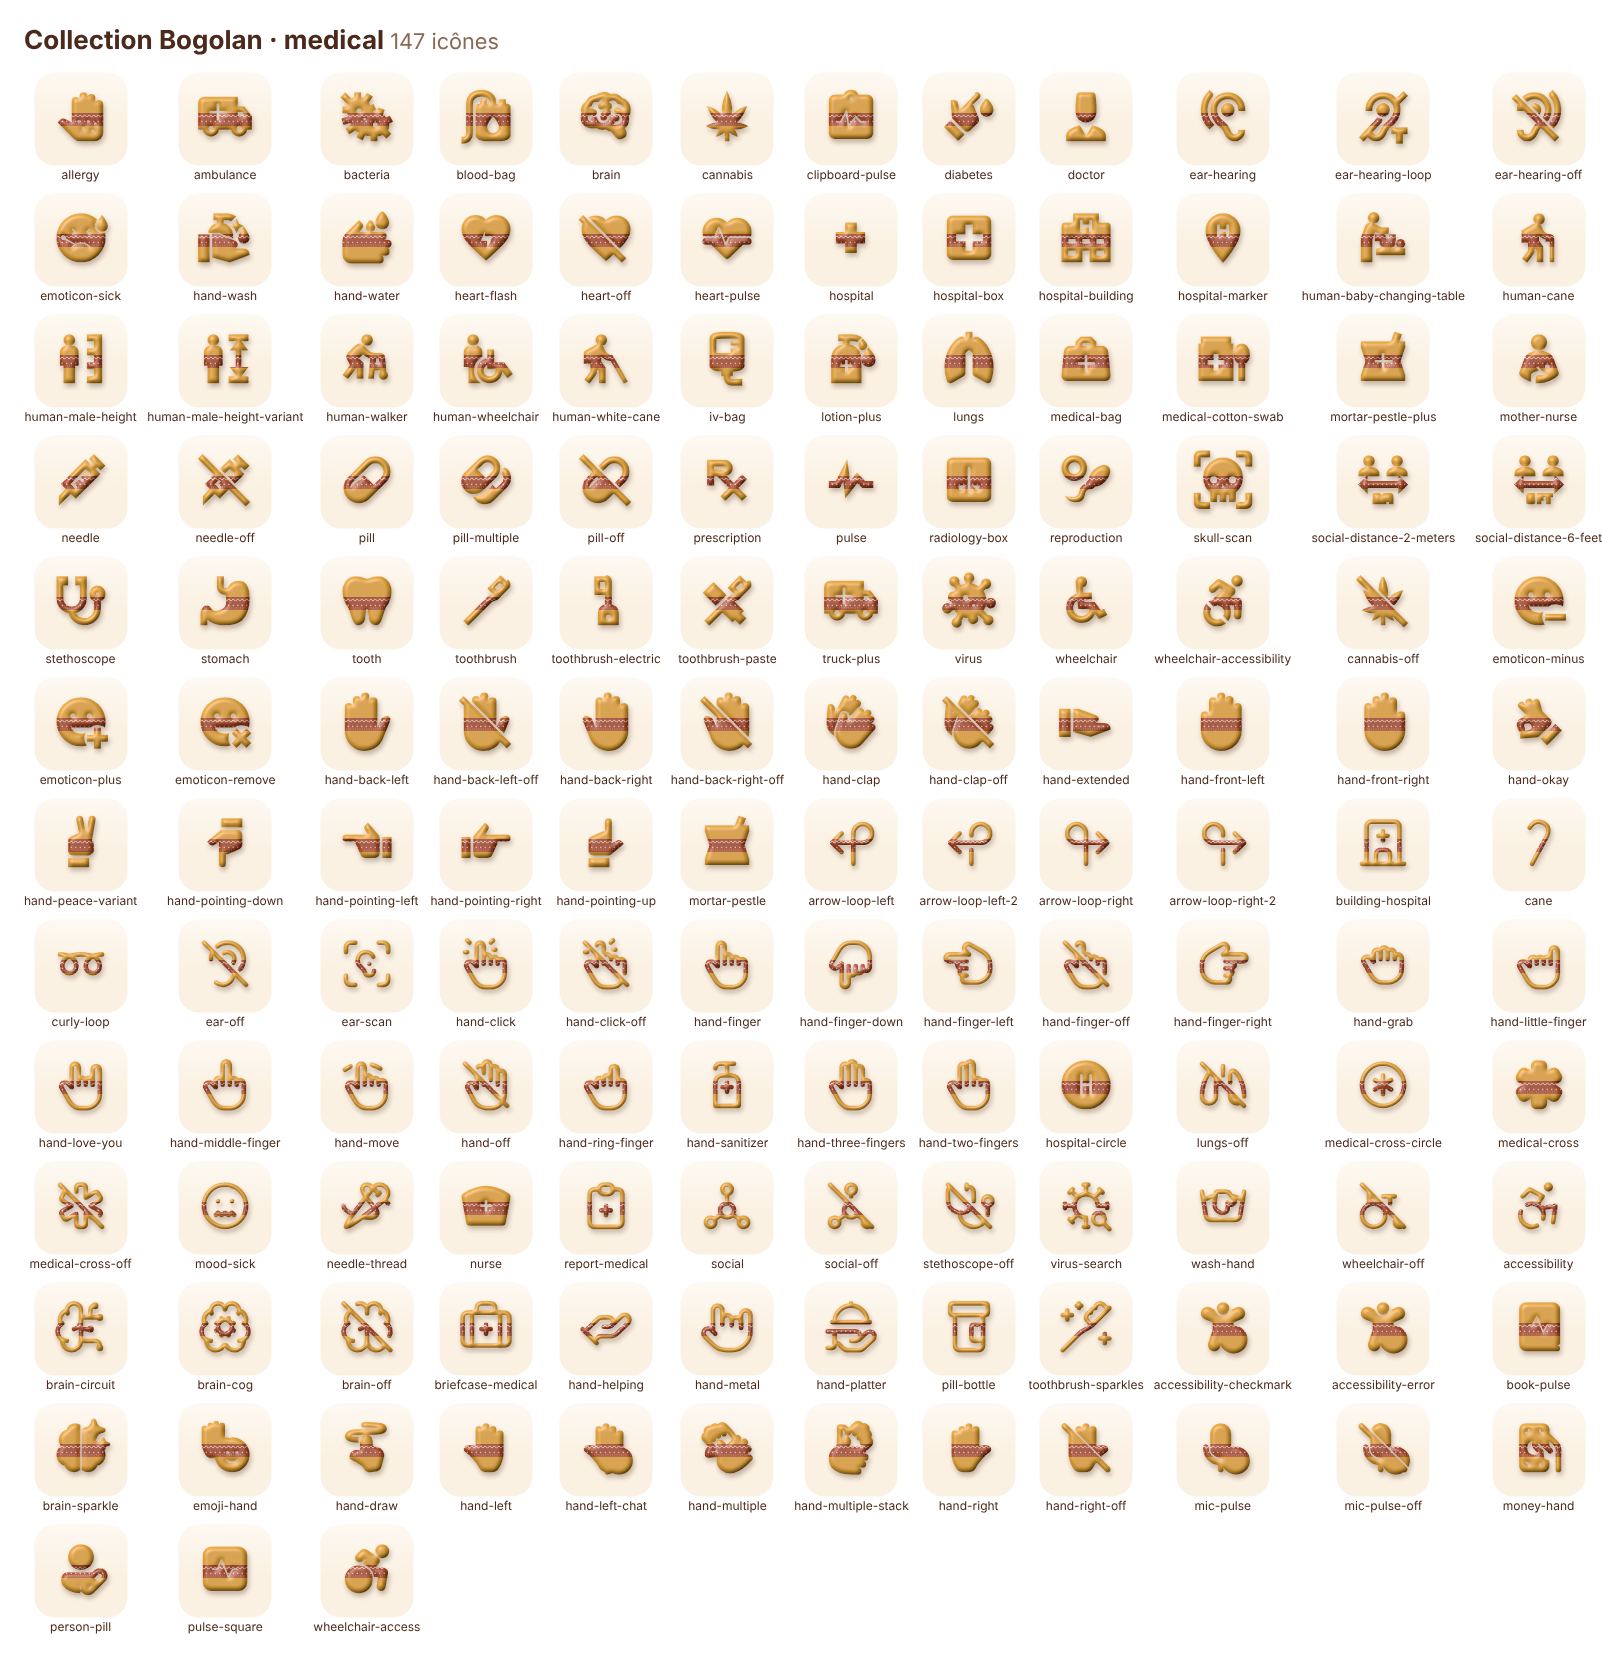 Collection Bogolan · medical 147 icônes
allergy ambulance bacteria blood-bag brain cannabis clipboard-pulse diabetes doctor ear-hearing ear-hearing-loop ear-hearing-off
emoticon-sick hand-wash hand-water heart-flash heart-off heart-pulse hospital hospital-box hospital-building hospital-marker human-baby-changing-table human-cane
human-male-height human-male-height-variant human-walker human-wheelchair human-white-cane iv-bag lotion-plus lungs medical-bag medical-cotton-swab mortar-pestle-plus mother-nurse
needle needle-off pill pill-multiple pill-off prescription pulse radiology-box reproduction skull-scan social-distance-2-meters social-distance-6-feet
stethoscope stomach tooth toothbrush toothbrush-electric toothbrush-paste truck-plus virus wheelchair wheelchair-accessibility cannabis-off emoticon-minus
emoticon-plus emoticon-remove hand-back-left hand-back-left-off hand-back-right hand-back-right-off hand-clap hand-clap-off hand-extended hand-front-left hand-front-right hand-okay
hand-peace-variant hand-pointing-down hand-pointing-left hand-pointing-right hand-pointing-up mortar-pestle arrow-loop-left arrow-loop-left-2 arrow-loop-right arrow-loop-right-2 building-hospital cane
curly-loop ear-off ear-scan hand-click hand-click-off hand-finger hand-finger-down hand-finger-left hand-finger-off hand-finger-right hand-grab hand-little-finger
hand-love-you hand-middle-finger hand-move hand-off hand-ring-finger hand-sanitizer hand-three-fingers hand-two-fingers hospital-circle lungs-off medical-cross-circle medical-cross
medical-cross-off mood-sick needle-thread nurse report-medical social social-off stethoscope-off virus-search wash-hand wheelchair-off accessibility
brain-circuit brain-cog brain-off briefcase-medical hand-helping hand-metal hand-platter pill-bottle toothbrush-sparkles accessibility-checkmark accessibility-error book-pulse
brain-sparkle emoji-hand hand-draw hand-left hand-left-chat hand-multiple hand-multiple-stack hand-right hand-right-off mic-pulse mic-pulse-off money-hand
person-pill pulse-square wheelchair-access